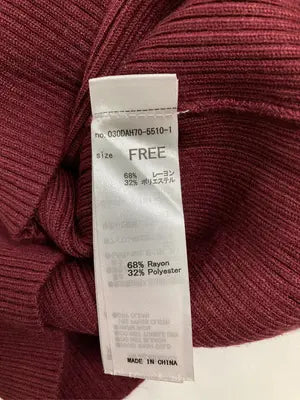 no. 030DAH70-5510-1
size FREE
68% レーヨン
32% ポリエステル
68% Rayon
32% Polyester
MADE IN CHINA